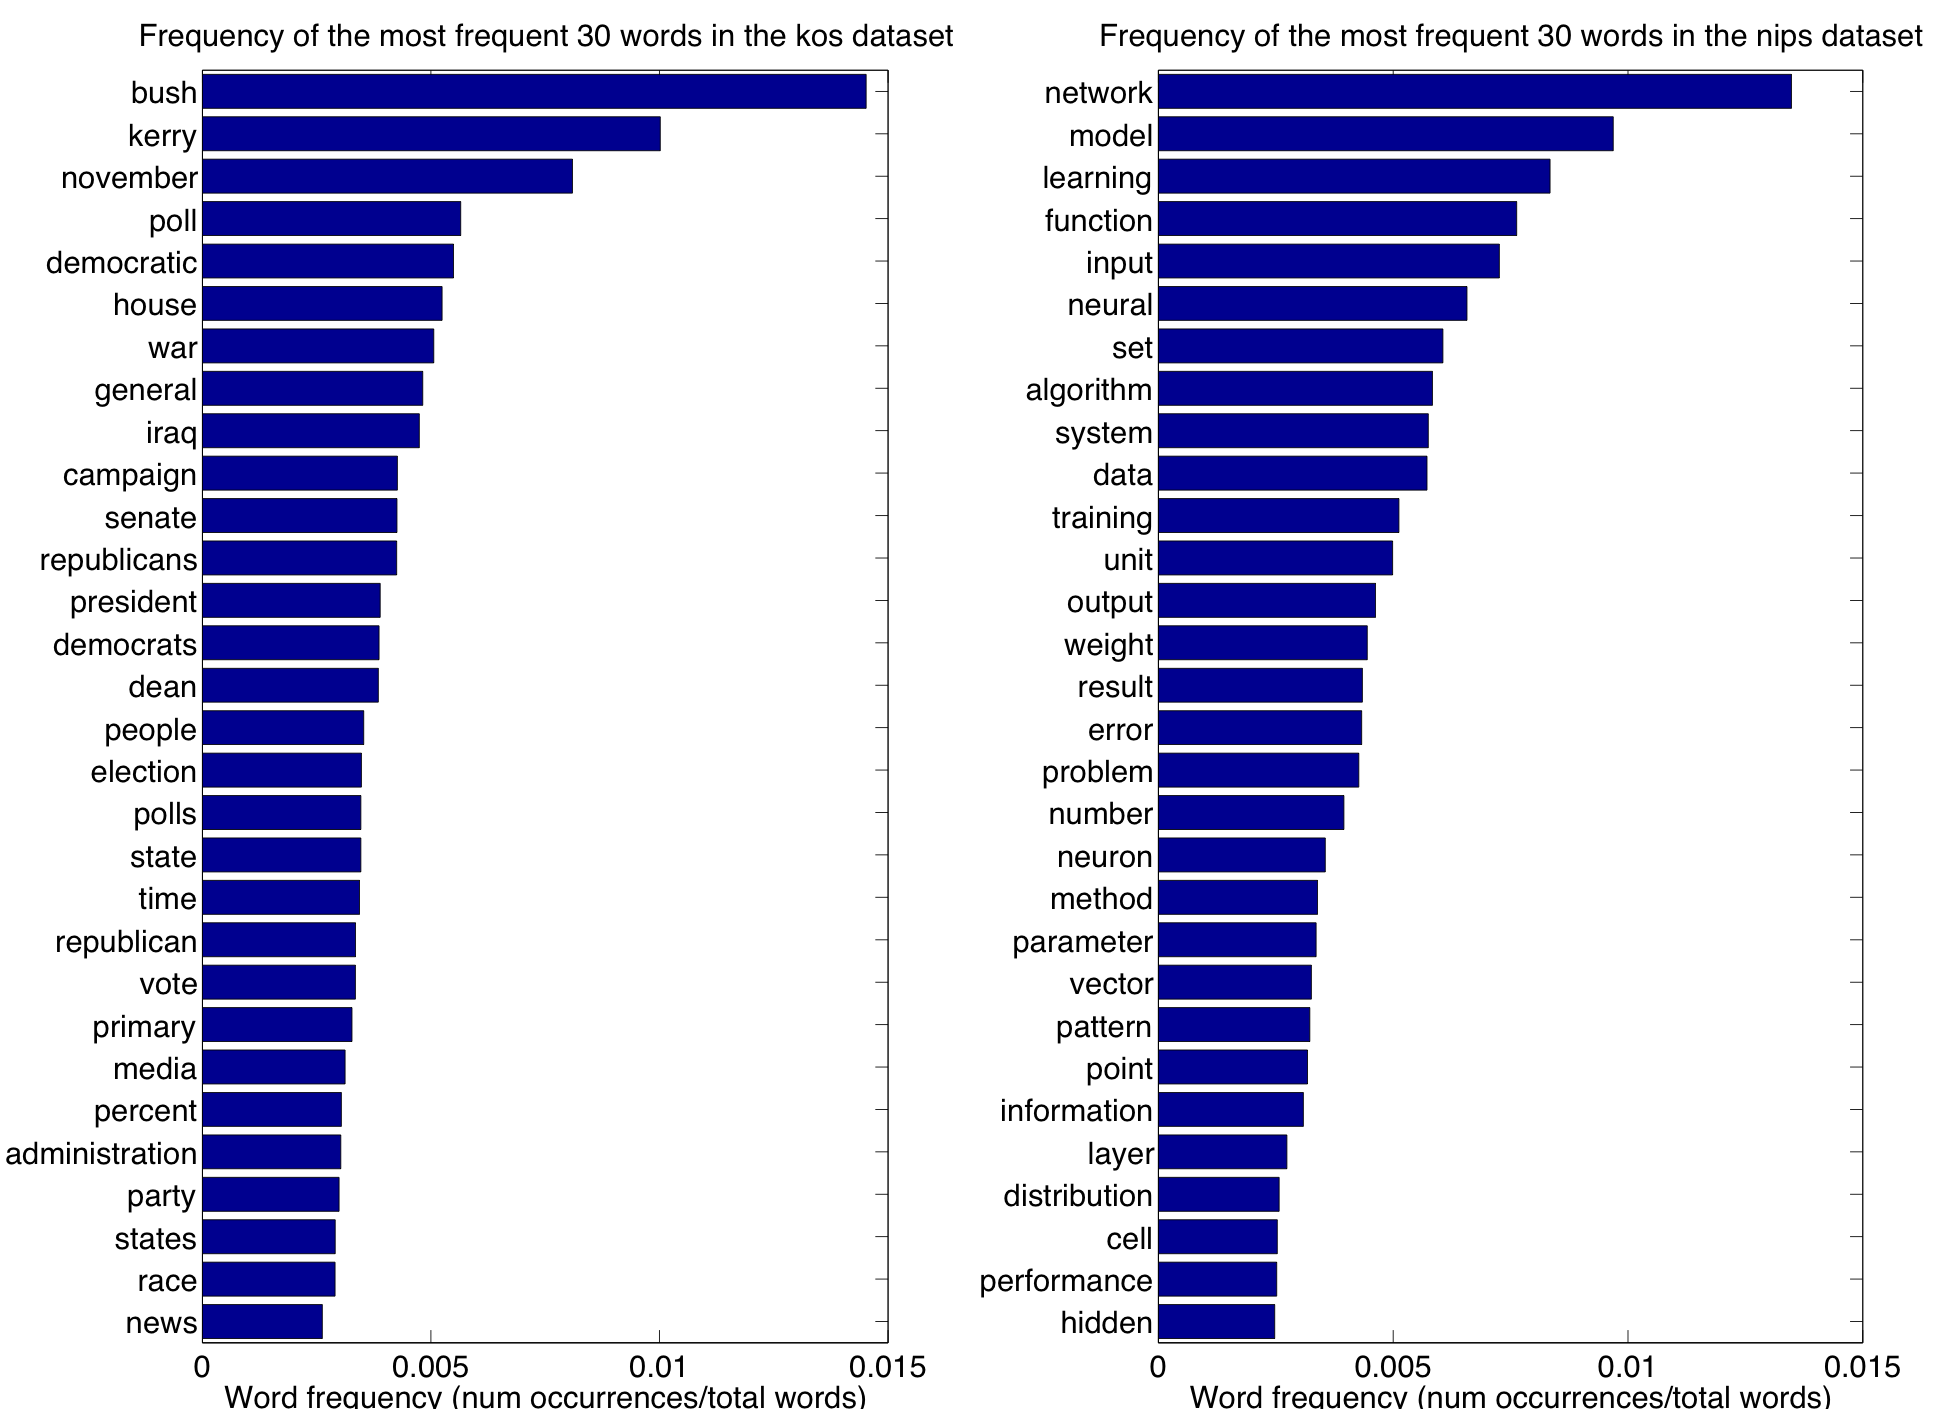 Frequency of the most frequent 30 words in the kos dataset
bush
kerry
november
poll
democratic
house
war
general
iraq
campaign
senate
republicans
president
democrats
dean
people
election
polls
state
time
republican
vote
primary
media
percent
administration
party
states
race
news
0 0.005 0.01 0.015
Word frequency (num occurrences/total words)
Frequency of the most frequent 30 words in the nips dataset
network
model
learning
function
input
neural
set
algorithm
system
data
training
unit
output
weight
result
error
problem
number
neuron
method
parameter
vector
pattern
point
information
layer
distribution
cell
performance
hidden
0 0.005 0.01 0.015
Word frequency (num occurrences/total words)